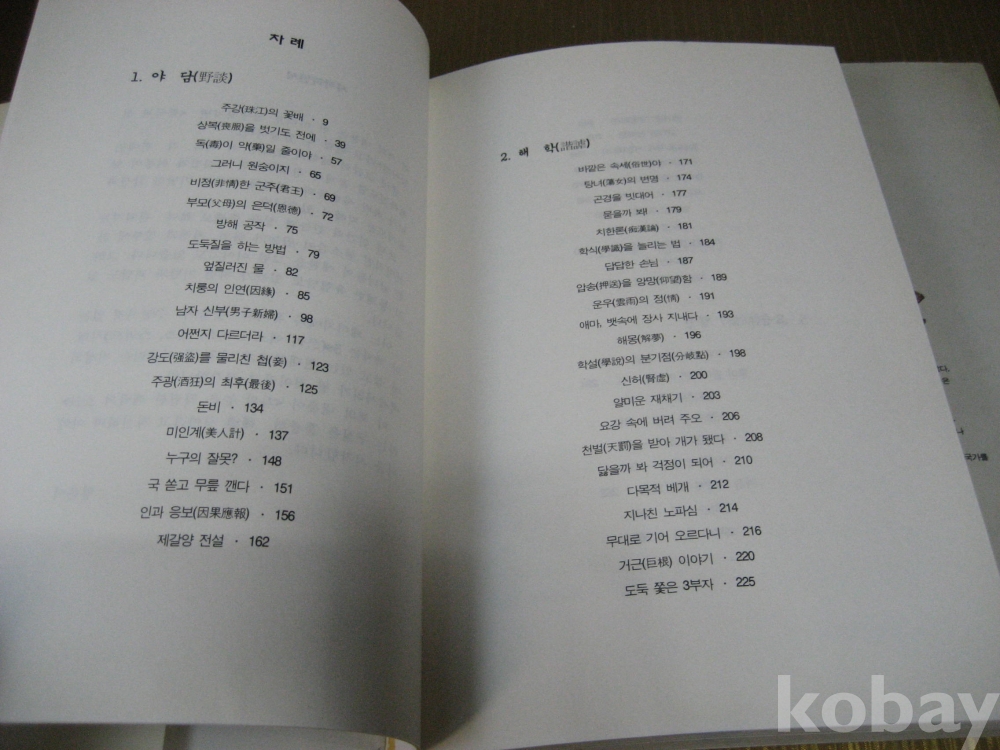 차 례
1. 야 담(野談)
주강(珠江)의 꽃배 · 9
상복(喪服)을 벗기도 전에 · 39
독(毒)이 약(藥)일 줄이야 · 57
그러니 원숭이지 · 65
비정(非情)한 군주(君主) · 69
부모(父母)의 은덕(恩德) · 72
방해 공작 · 75
도둑질을 하는 방법 · 79
엎질러진 물 · 82
치롱의 인연(因緣) · 85
남자 신부(男子新婦) · 98
어쩐지 다르더라 · 117
강도(强盜)를 물리친 첩(妾) · 123
주광(酒狂)의 최후(最後) · 125
돈비 · 134
미인계(美人計) · 137
누구의 잘못? · 148
국 쏟고 무릎 깬다 · 151
인과 응보(因果應報) · 156
제갈양 전설 · 162
2. 해 학(諧謔)
바깥은 속세(俗世)야 · 171
탕녀(蕩女)의 변명 · 174
곤경을 빗대어 · 177
묻을까 봐! · 179
치한론(痴漢論) · 181
학식(學識)을 늘리는 법 · 184
답답한 손님 · 187
압송(押送)을 앙망(仰望)함 · 189
운우(雲雨)의 정(情) · 191
애마, 뱃속에 장사 지내다 · 193
해몽(解夢) · 196
학설(學說)의 분기점(分岐點) · 198
신허(腎虛) · 200
얄미운 재채기 · 203
요강 속에 버려 주오 · 206
천벌(天罰)을 받아 개가 됐다 · 208
닳을까 봐 걱정이 되어 · 210
다목적 베개 · 212
지나친 노파심 · 214
무대로 기어 오르다니 · 216
거근(巨根) 이야기 · 220
도둑 쫓은 3부자 · 225
국가를
kobay